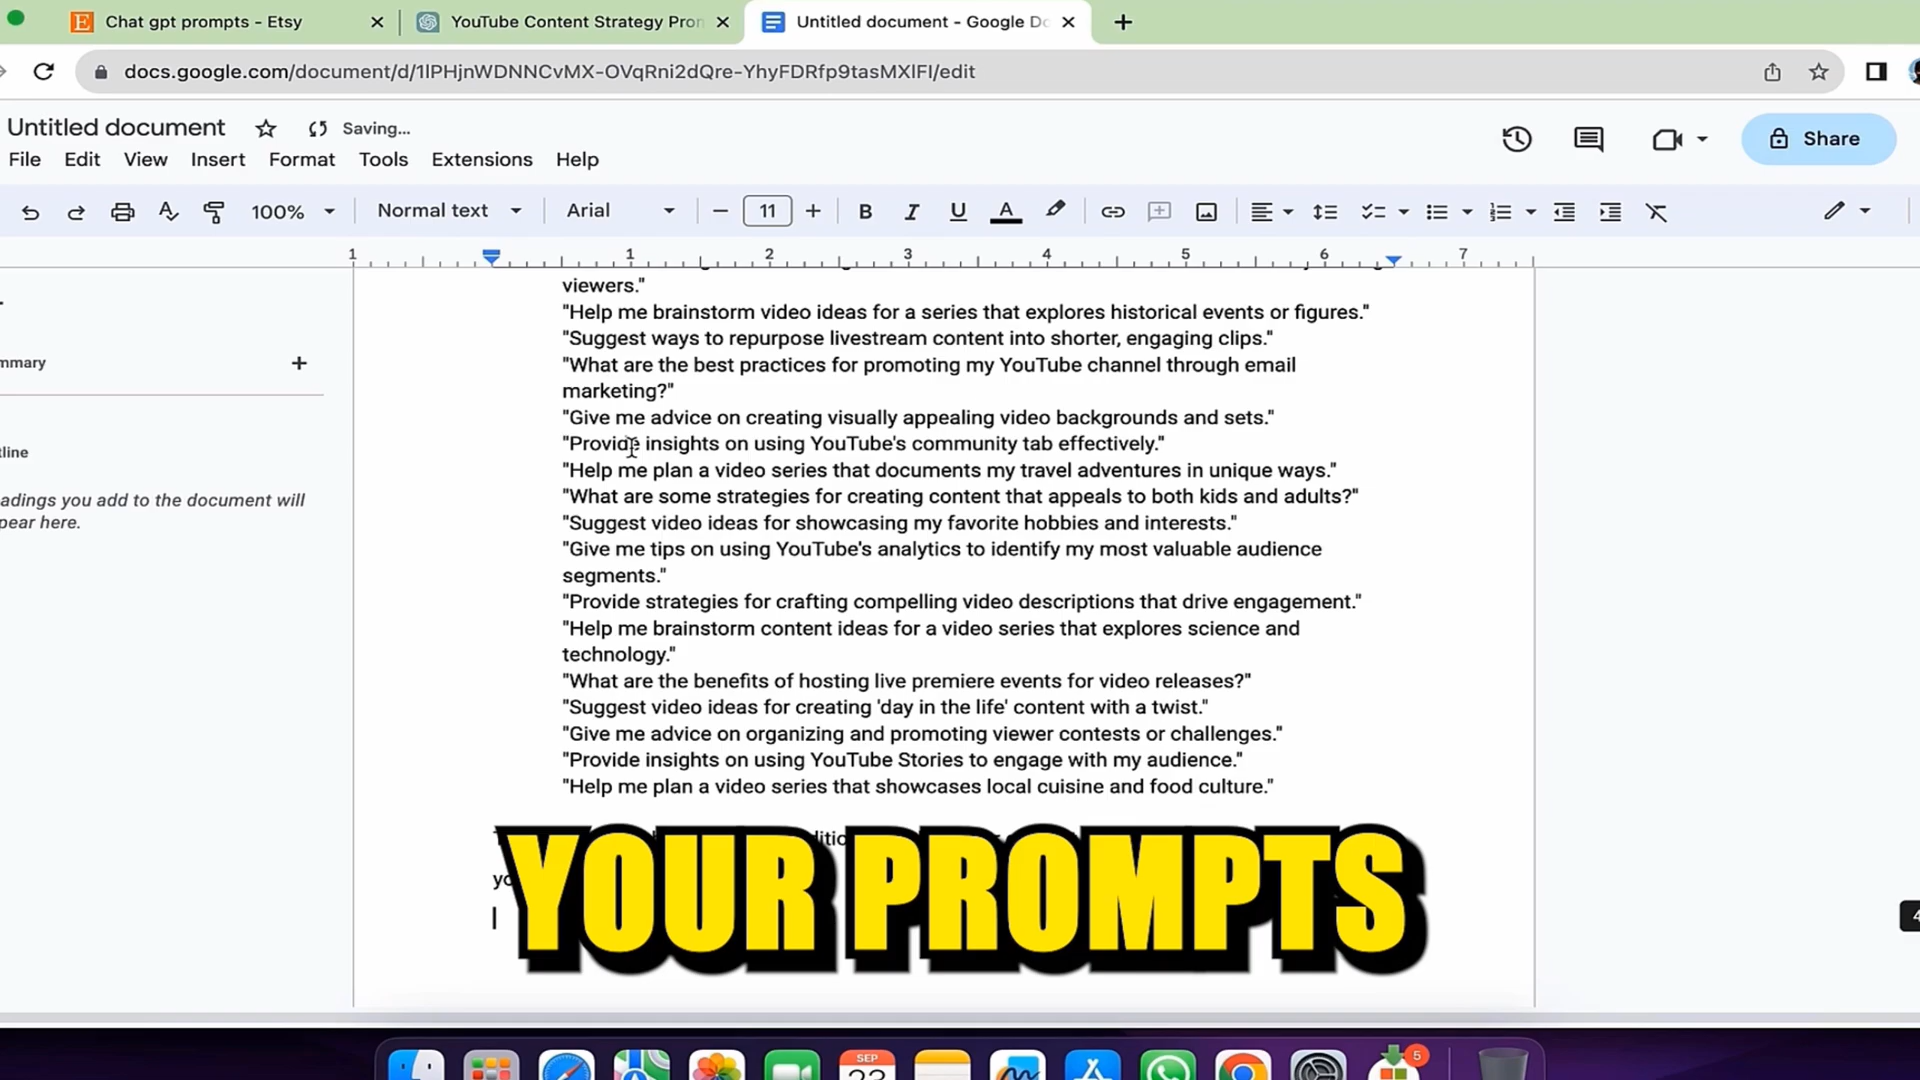 Chat gpt prompts - Etsy
YouTube Content Strategy Pro
Untitled document - Google Do
docs.google.com/document/d/1lPHjnWDNNCvMX-OVqRni2dQre-YhyFDRfp9tasMXlFI/edit
Untitled document
Saving...
Share
File Edit View Insert Format Tools Extensions Help
100% Normal text Arial 11
1 1 2 3 4 5 6 7
viewers."
"Help me brainstorm video ideas for a series that explores historical events or figures."
"Suggest ways to repurpose livestream content into shorter, engaging clips."
mmary
"What are the best practices for promoting my YouTube channel through email
marketing?"
"Give me advice on creating visually appealing video backgrounds and sets."
"Provide insights on using YouTube's community tab effectively."
tline
"Help me plan a video series that documents my travel adventures in unique ways."
adings you add to the document will
"What are some strategies for creating content that appeals to both kids and adults?"
pear here.
"Suggest video ideas for showcasing my favorite hobbies and interests."
"Give me tips on using YouTube's analytics to identify my most valuable audience
segments."
"Provide strategies for crafting compelling video descriptions that drive engagement."
"Help me brainstorm content ideas for a video series that explores science and
technology."
"What are the benefits of hosting live premiere events for video releases?"
"Suggest video ideas for creating 'day in the life' content with a twist."
"Give me advice on organizing and promoting viewer contests or challenges."
"Provide insights on using YouTube Stories to engage with my audience."
"Help me plan a video series that showcases local cuisine and food culture."
YOUR PROMPTS
SEP
23
5